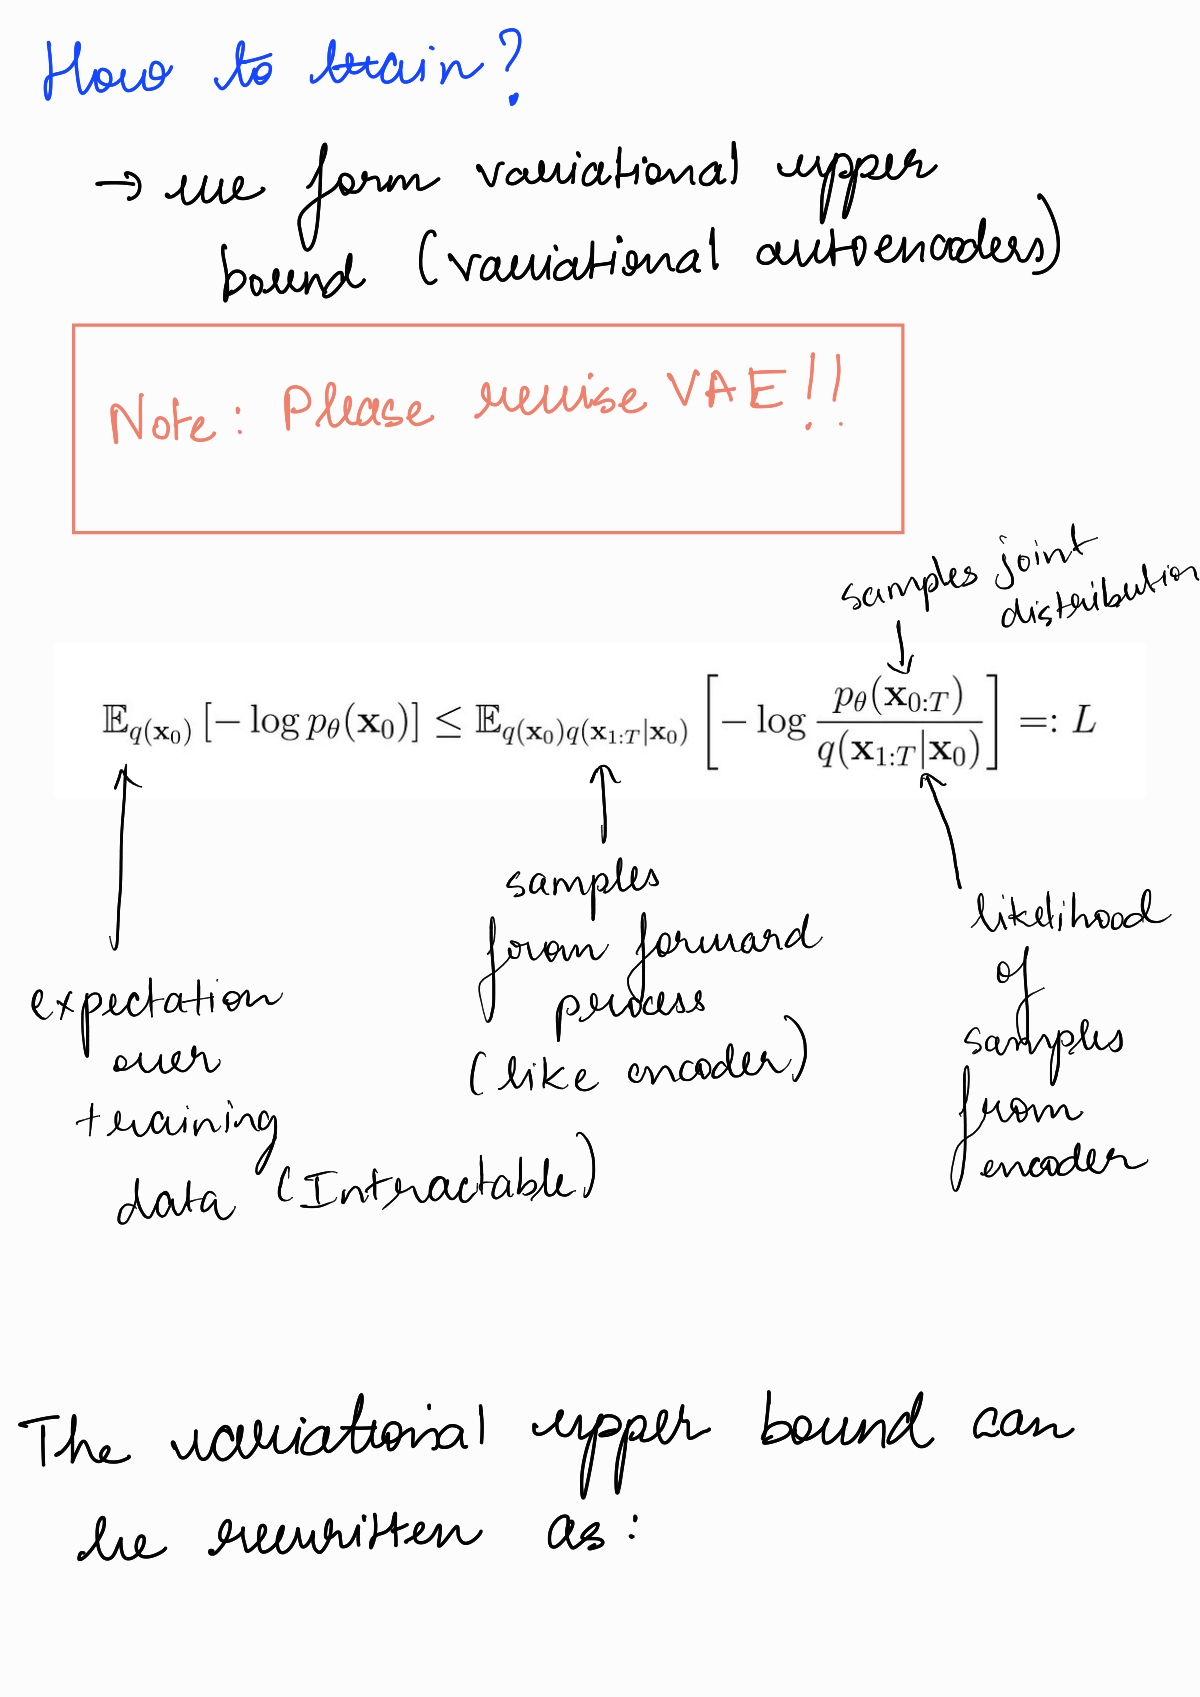 How to train?
→ we form variational upper
bound (variational autoencoders)
Note: Please revise VAE!!
samples joint
distribution
$\mathbb{E}_{q(\mathbf{x}_0)}[-\log p_\theta(\mathbf{x}_0)] \leq \mathbb{E}_{q(\mathbf{x}_0)q(\mathbf{x}_{1:T}|\mathbf{x}_0)}\left[-\log \frac{p_\theta(\mathbf{x}_{0:T})}{q(\mathbf{x}_{1:T}|\mathbf{x}_0)}\right] =: L$
expectation
over
training
data (Intractable)
samples
from forward
process
(like encoder)
likelihood
of
samples
from
encoder
The variational upper bound can
be rewritten as: